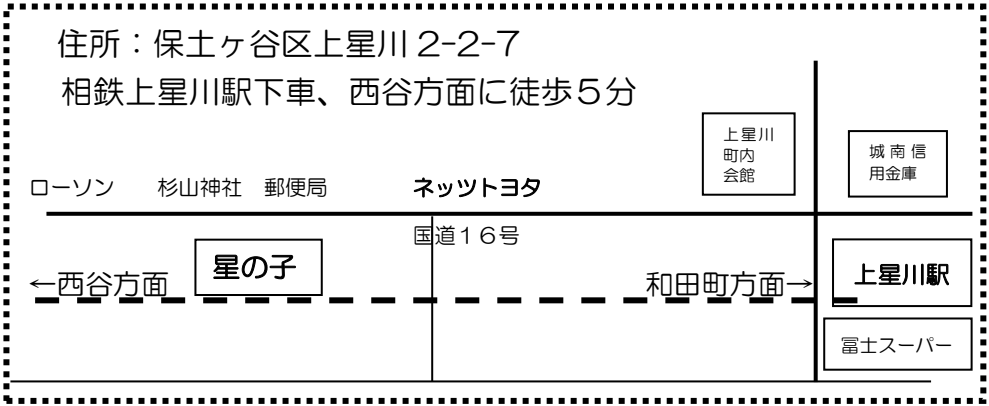 住所：保土ヶ谷区上星川２-２-７
相鉄上星川駅下車、西谷方面に徒歩５分
上星川
町内
会館
城南信
用金庫
ローソン　杉山神社　郵便局　ネッツトヨタ
国道１６号
星の子
上星川駅
←西谷方面
和田町方面→
冨士スーパー